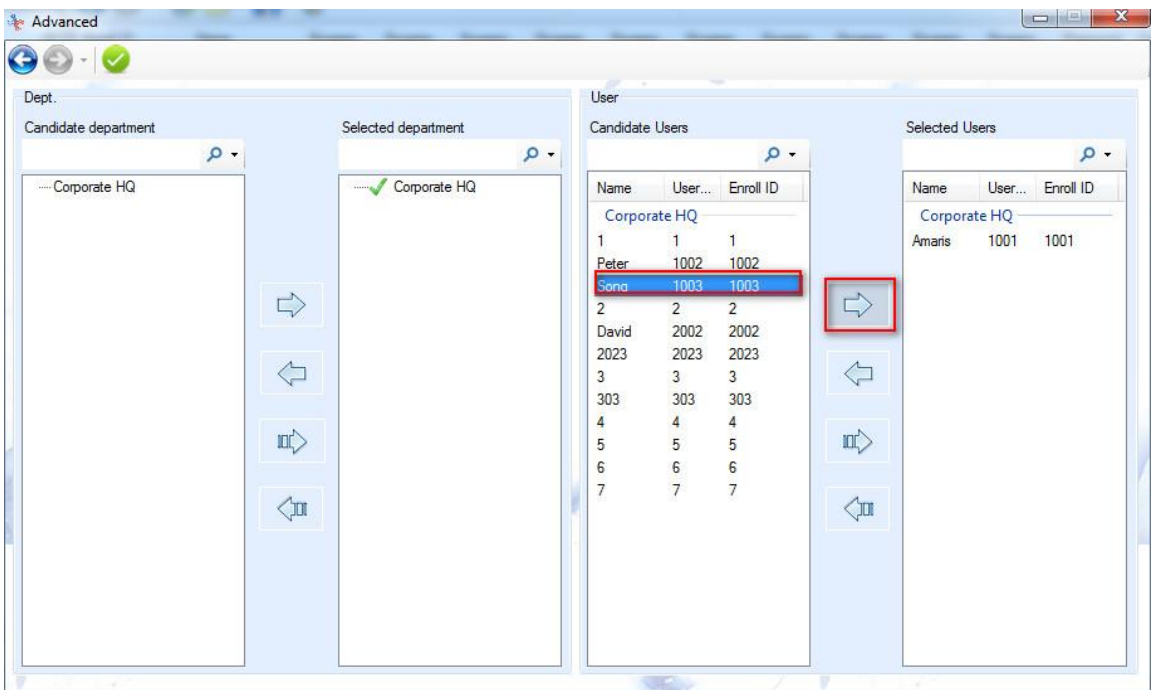 Advanced
Dept.
User
Candidate department
Selected department
Candidate Users
Selected Users
Corporate HQ
Corporate HQ
Name User... Enroll ID
Corporate HQ
1 1 1
Peter 1002 1002
Song 1003 1003
2 2 2
David 2002 2002
2023 2023 2023
3 3 3
303 303 303
4 4 4
5 5 5
6 6 6
7 7 7
Name User... Enroll ID
Corporate HQ
Amaris 1001 1001